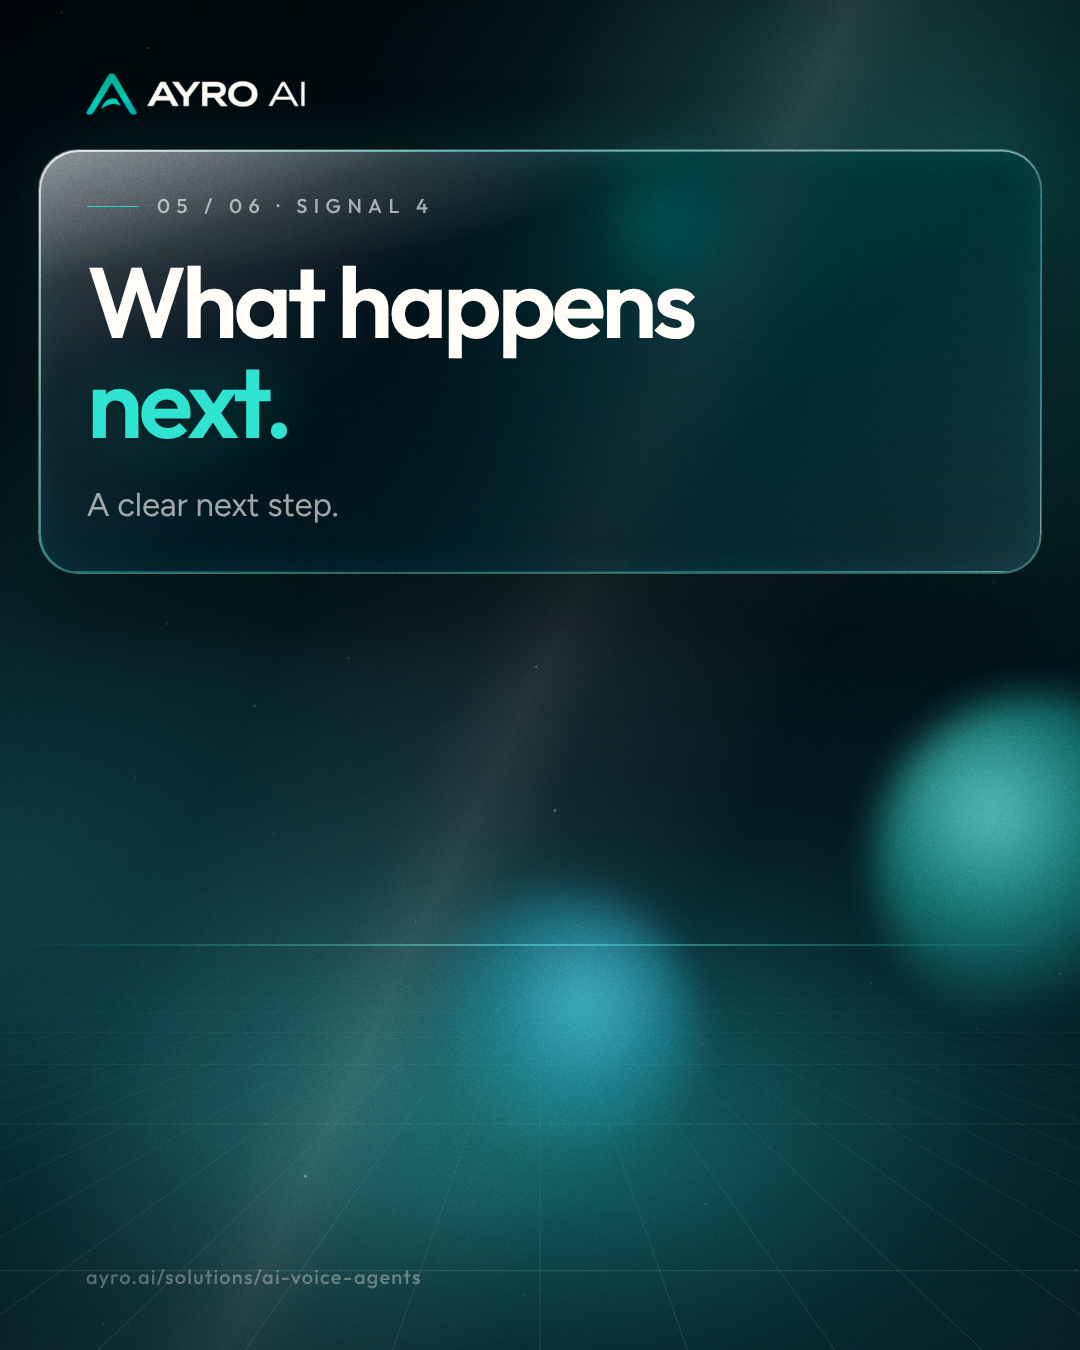 AYRO AI
05 / 06 · SIGNAL 4
What happens
next.
A clear next step.
ayro.ai/solutions/ai-voice-agents